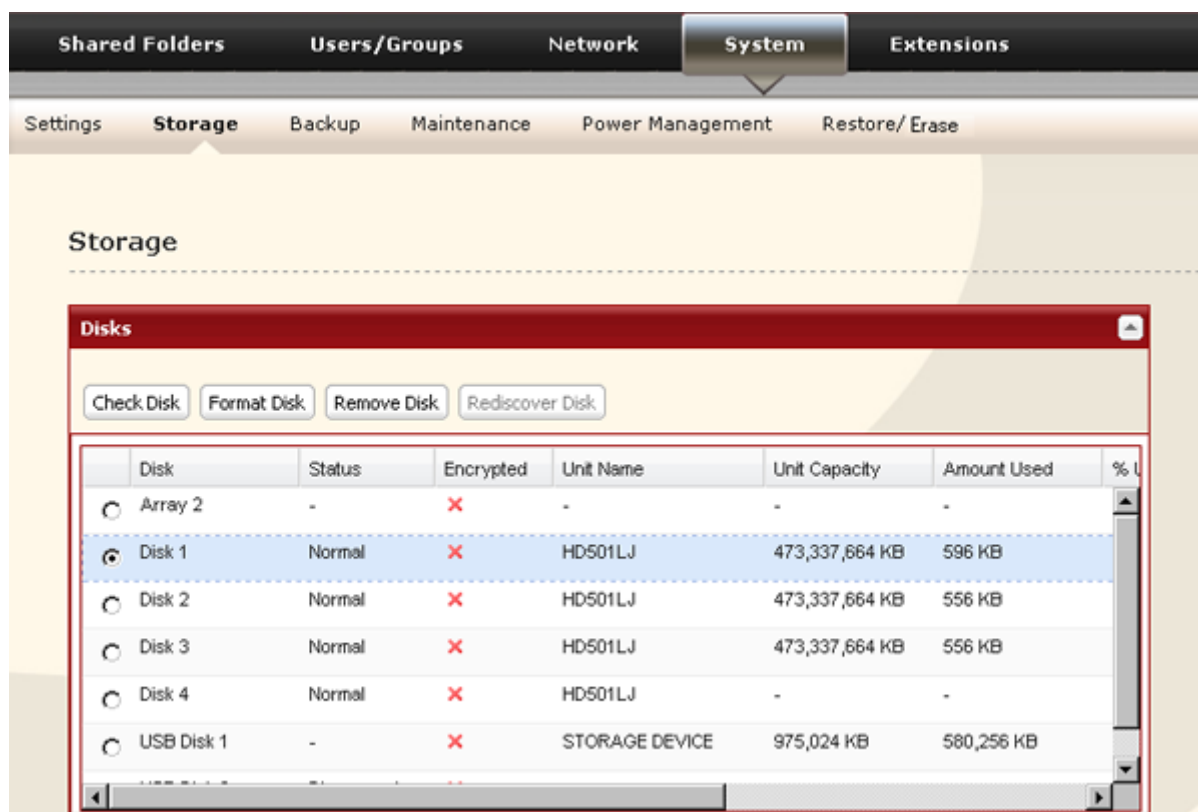 Shared Folders Users/Groups Network System Extensions
Settings Storage Backup Maintenance Power Management Restore/Erase
Storage
Disks
Check Disk Format Disk Remove Disk Rediscover Disk
Disk Status Encrypted Unit Name Unit Capacity Amount Used %
Array 2 - - - -
Disk 1 Normal HD501LJ 473,337,664 KB 596 KB
Disk 2 Normal HD501LJ 473,337,664 KB 556 KB
Disk 3 Normal HD501LJ 473,337,664 KB 556 KB
Disk 4 Normal HD501LJ - -
USB Disk 1 - STORAGE DEVICE 975,024 KB 580,256 KB